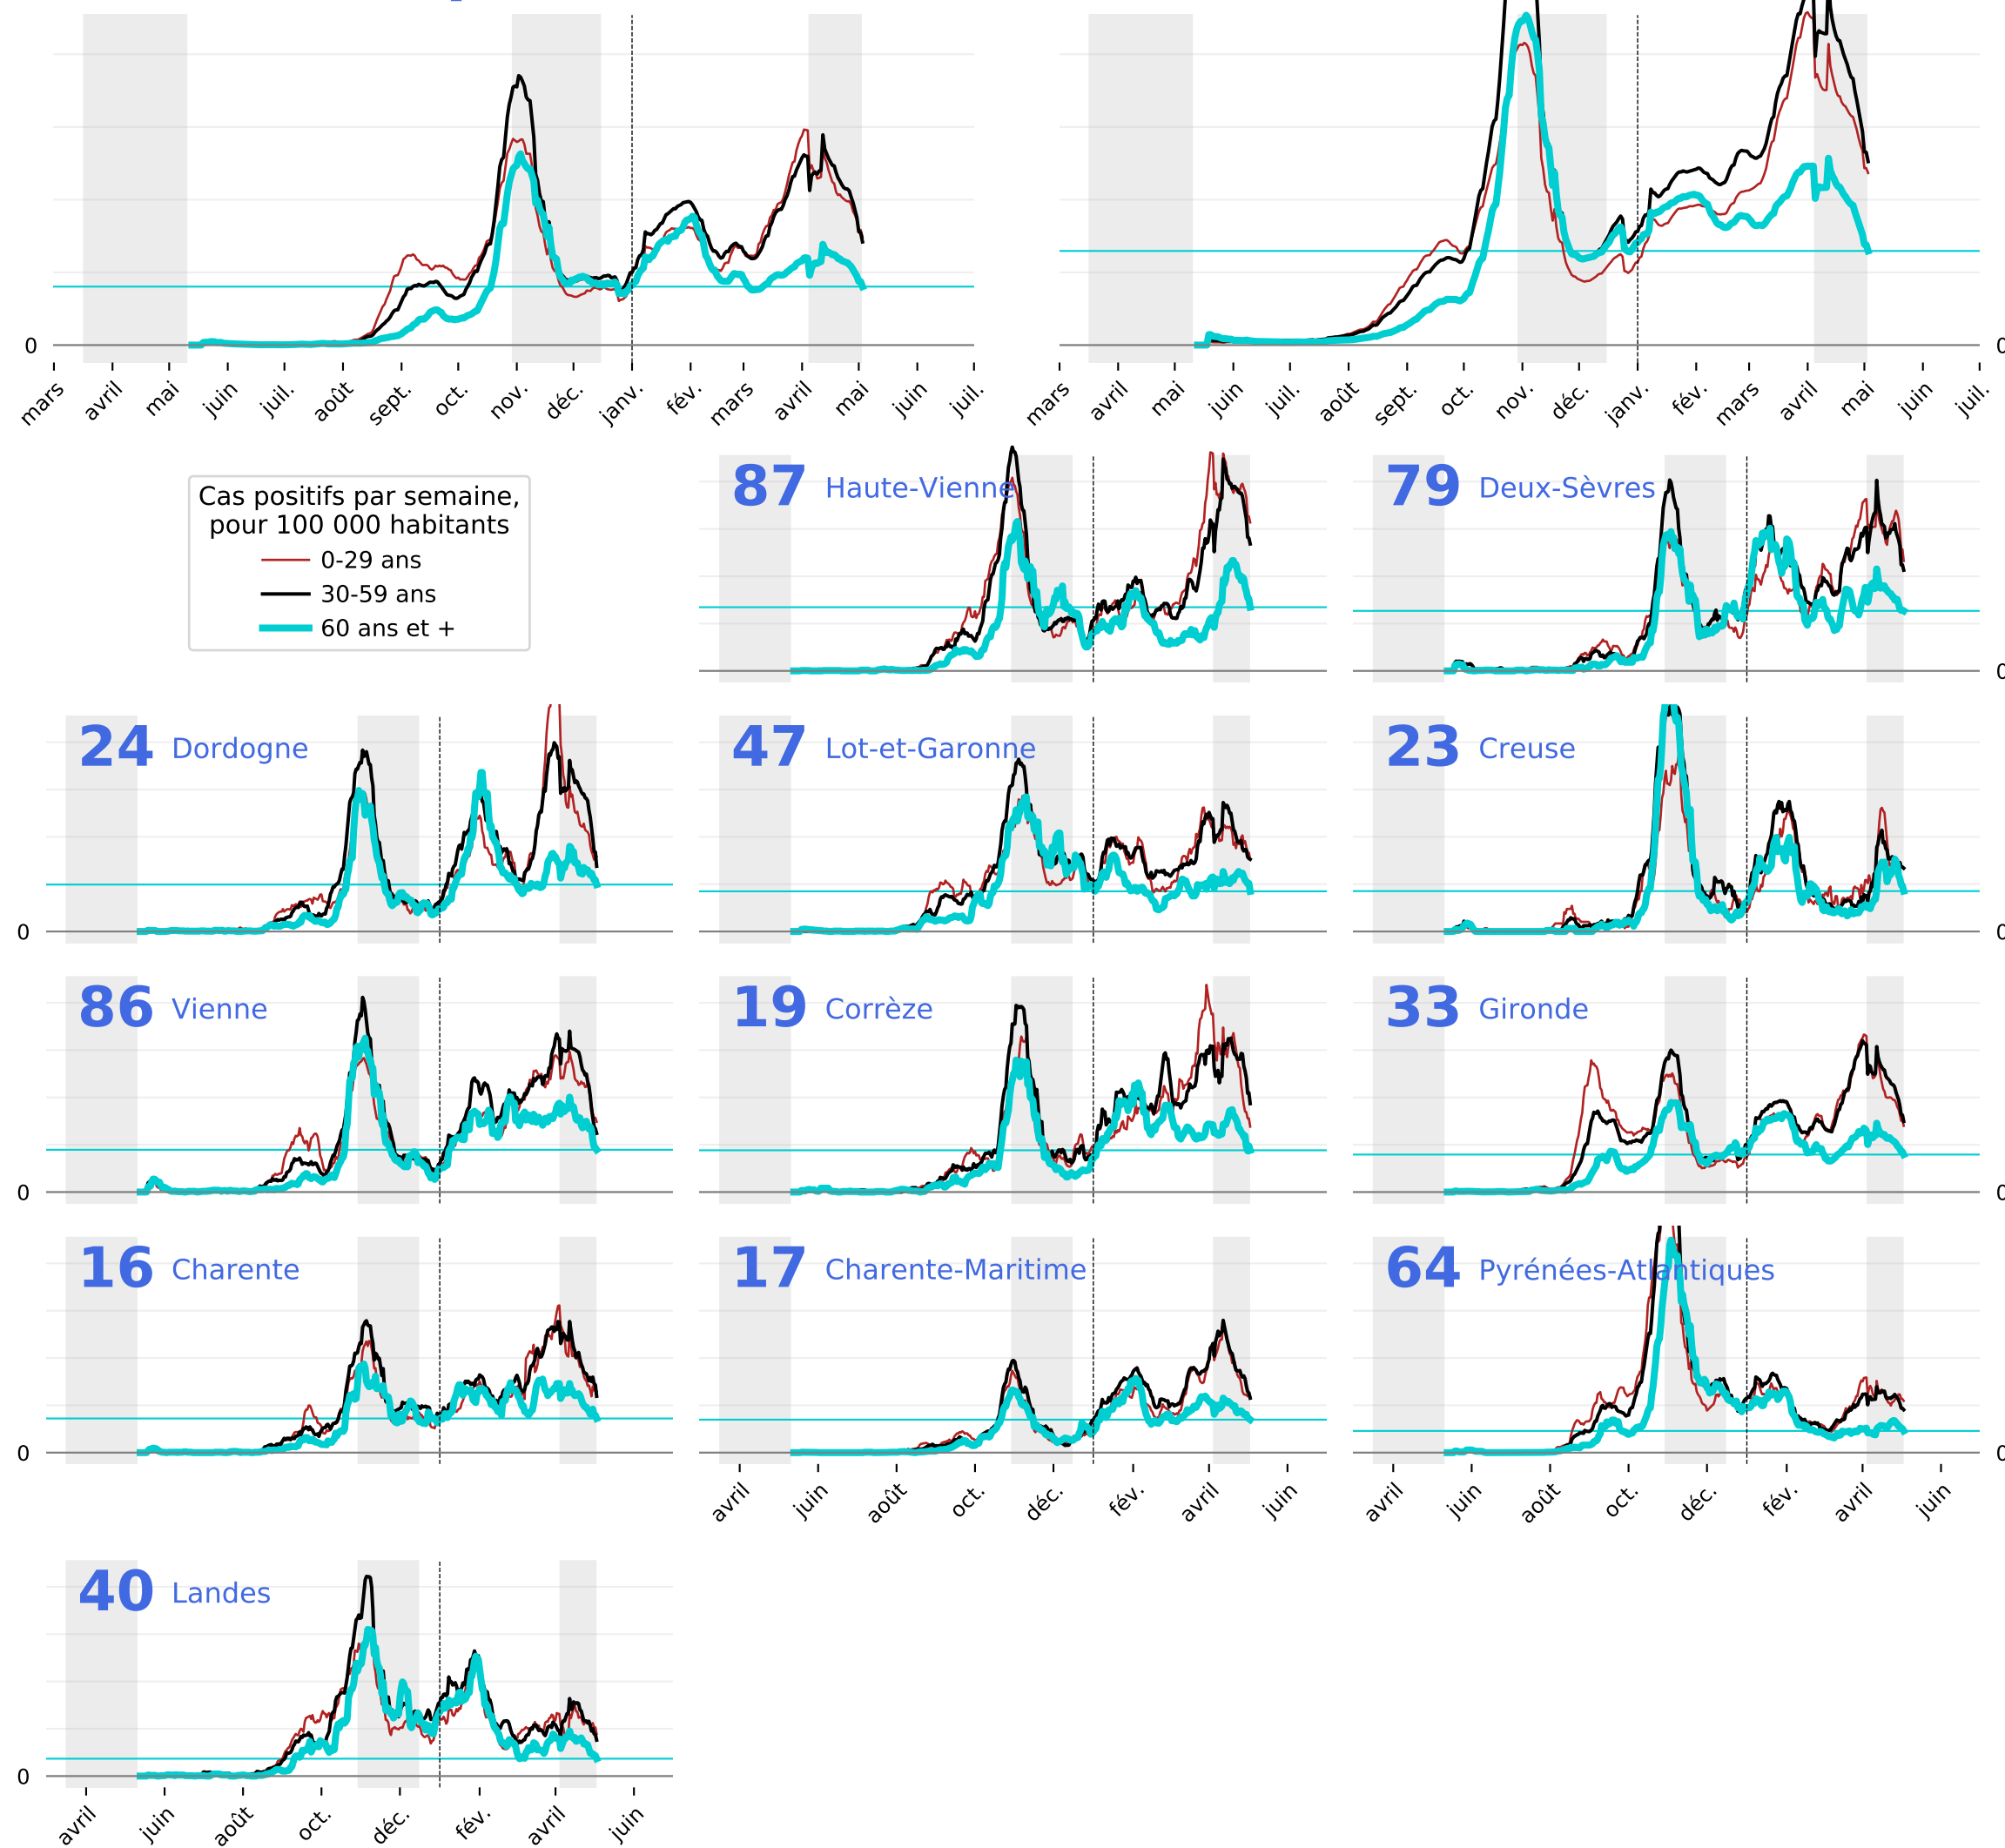 0
0
mars avril mai juin juil. août sept. oct. nov. déc. janv. fév. mars avril mai juin juil.
mars avril mai juin juil. août sept. oct. nov. déc. janv. fév. mars avril mai juin juil.
Cas positifs par semaine,
pour 100 000 habitants
0-29 ans
30-59 ans
60 ans et +
87 Haute-Vienne
79 Deux-Sèvres
0
24 Dordogne
47 Lot-et-Garonne
23 Creuse
0
0
86 Vienne
19 Corrèze
33 Gironde
0
0
16 Charente
17 Charente-Maritime
64 Pyrénées-Atlantiques
0
0
avril juin août oct. déc. fév. avril juin
avril juin août oct. déc. fév. avril juin
40 Landes
0
avril juin août oct. déc. fév. avril juin